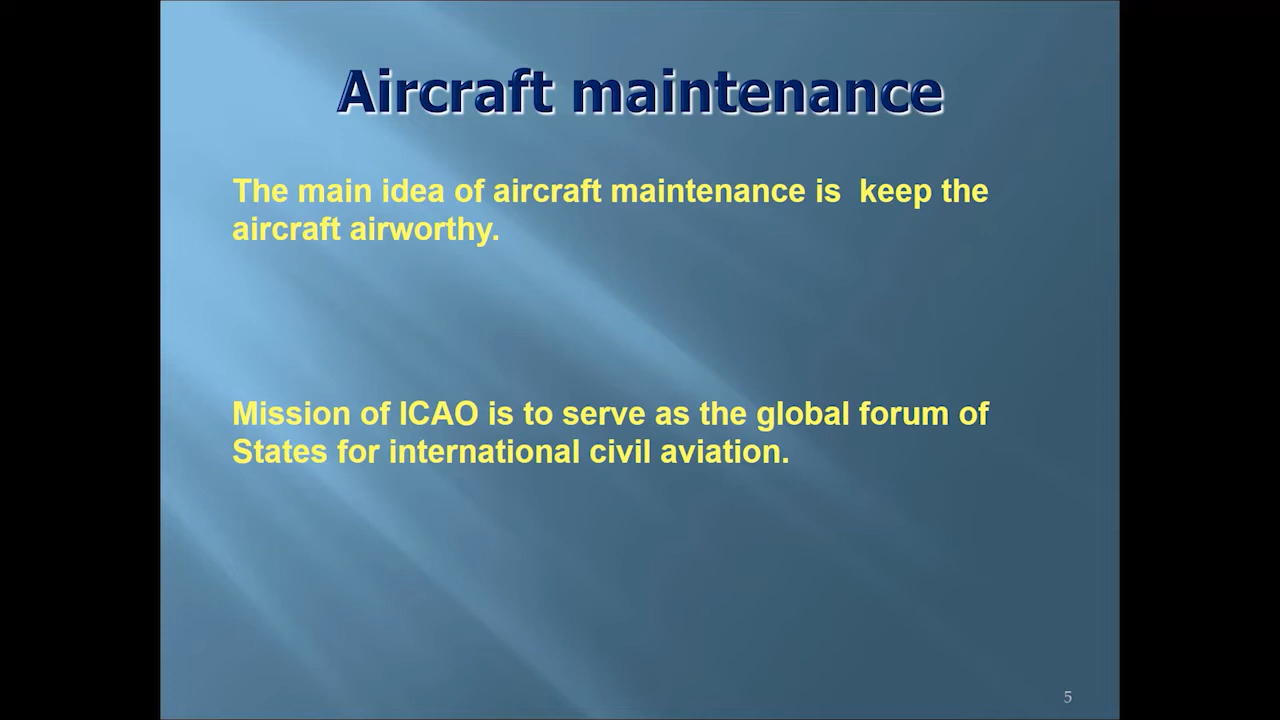 Aircraft maintenance
The main idea of aircraft maintenance is  keep the
aircraft airworthy.
Mission of ICAO is to serve as the global forum of
States for international civil aviation.
5